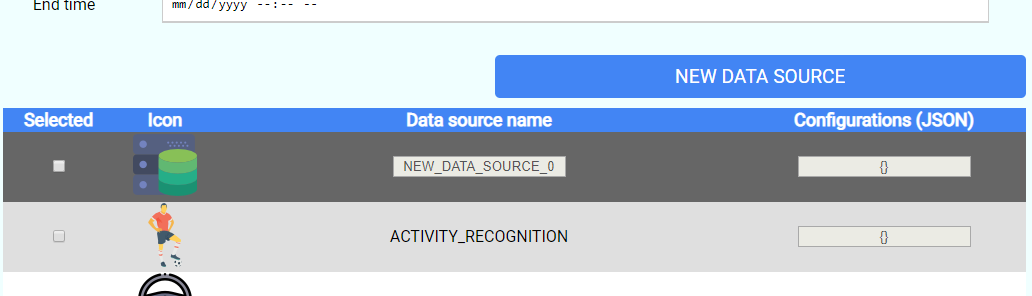 End time
mm/dd/yyyy --:-- --
NEW DATA SOURCE
Selected Icon Data source name Configurations (JSON)
NEW_DATA_SOURCE_0 {}
ACTIVITY_RECOGNITION {}